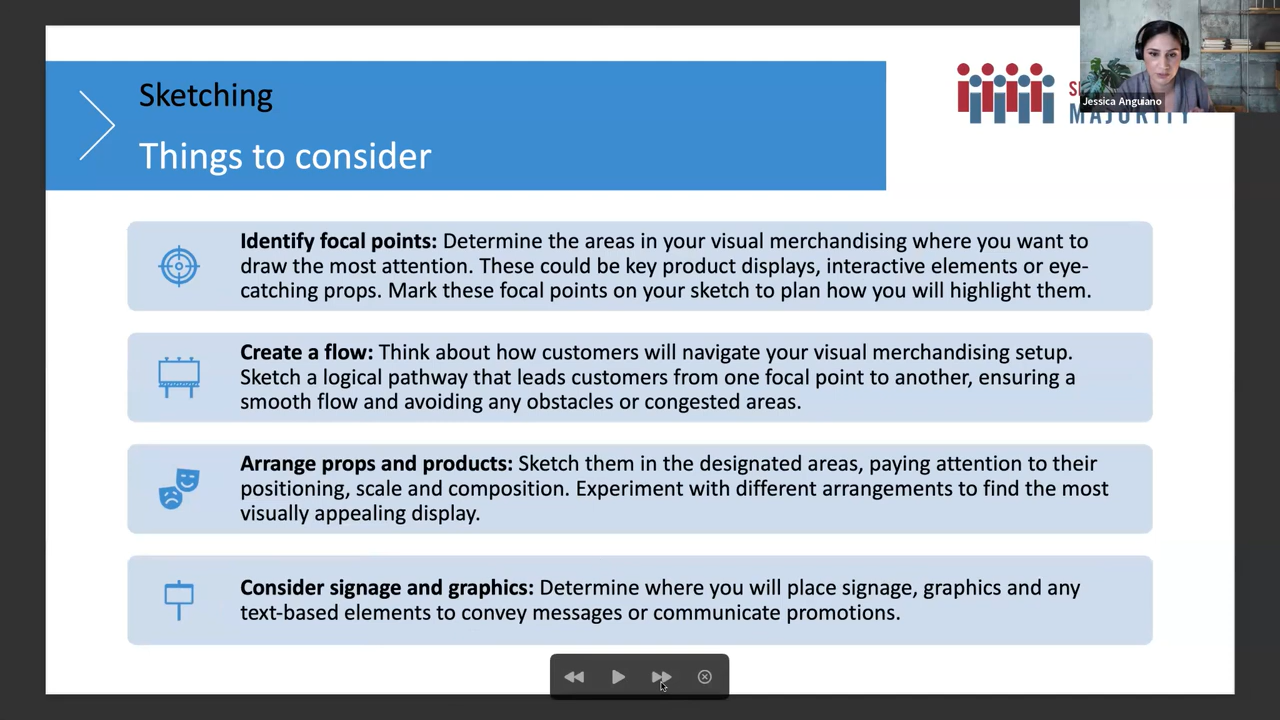 Sketching
Things to consider
MAJORITY
Jessica Anguiano
Identify focal points: Determine the areas in your visual merchandising where you want to
draw the most attention. These could be key product displays, interactive elements or eye-
catching props. Mark these focal points on your sketch to plan how you will highlight them.
Create a flow: Think about how customers will navigate your visual merchandising setup.
Sketch a logical pathway that leads customers from one focal point to another, ensuring a
smooth flow and avoiding any obstacles or congested areas.
Arrange props and products: Sketch them in the designated areas, paying attention to their
positioning, scale and composition. Experiment with different arrangements to find the most
visually appealing display.
Consider signage and graphics: Determine where you will place signage, graphics and any
text-based elements to convey messages or communicate promotions.